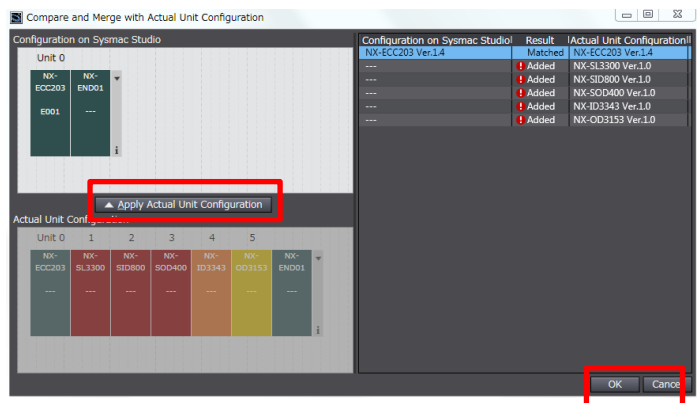 Compare and Merge with Actual Unit Configuration
Configuration on Sysmac Studio
Unit 0
NX-ECC203 NX-END01
E001 ---
Apply Actual Unit Configuration
Actual Unit Configuration
Unit 0 1 2 3 4 5
NX-ECC203 NX-SL3300 NX-SID800 NX-SOD400 NX-ID3343 NX-OD3153 NX-END01
--- --- --- --- --- --- ---
Configuration on Sysmac Studio Result Actual Unit Configuration
NX-ECC203 Ver.1.4 Matched NX-ECC203 Ver.1.4
--- Added NX-SL3300 Ver.1.0
--- Added NX-SID800 Ver.1.0
--- Added NX-SOD400 Ver.1.0
--- Added NX-ID3343 Ver.1.0
--- Added NX-OD3153 Ver.1.0
OK Cancel